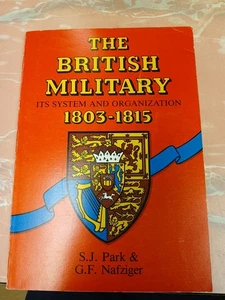 THE
BRITISH
MILITARY
ITS SYSTEM AND ORGANIZATION
1803-1815
S.J. Park &
G.F. Nafziger